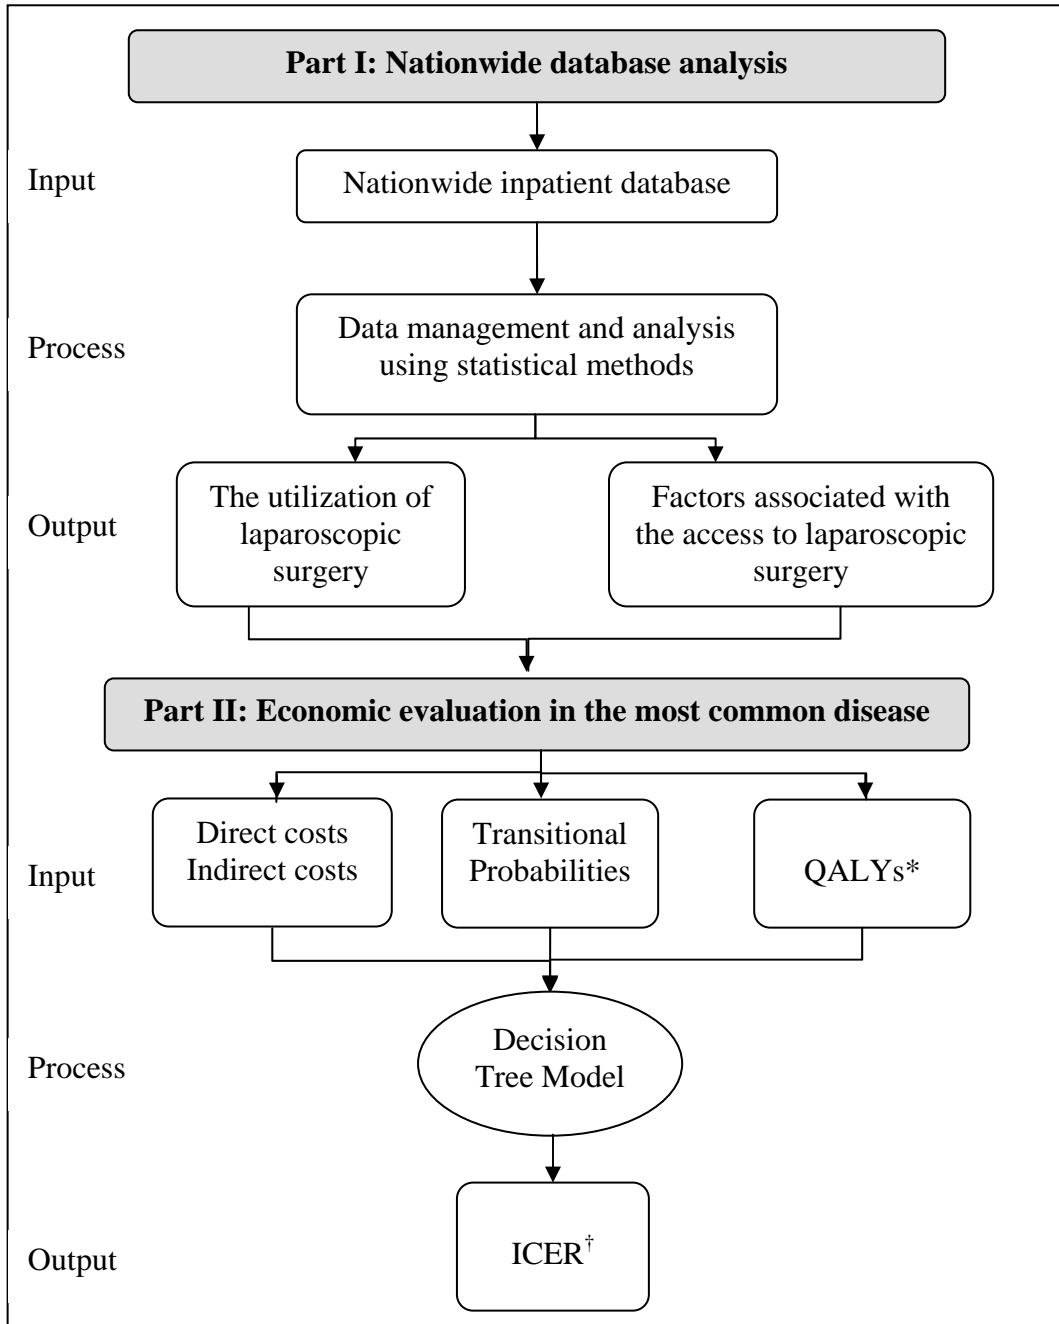 Part I: Nationwide database analysis
Input
Nationwide inpatient database
Process
Data management and analysis
using statistical methods
Output
The utilization of
laparoscopic
surgery
Factors associated with
the access to laparoscopic
surgery
Part II: Economic evaluation in the most common disease
Input
Direct costs
Indirect costs
Transitional
Probabilities
QALYs*
Process
Decision
Tree Model
Output
ICER†